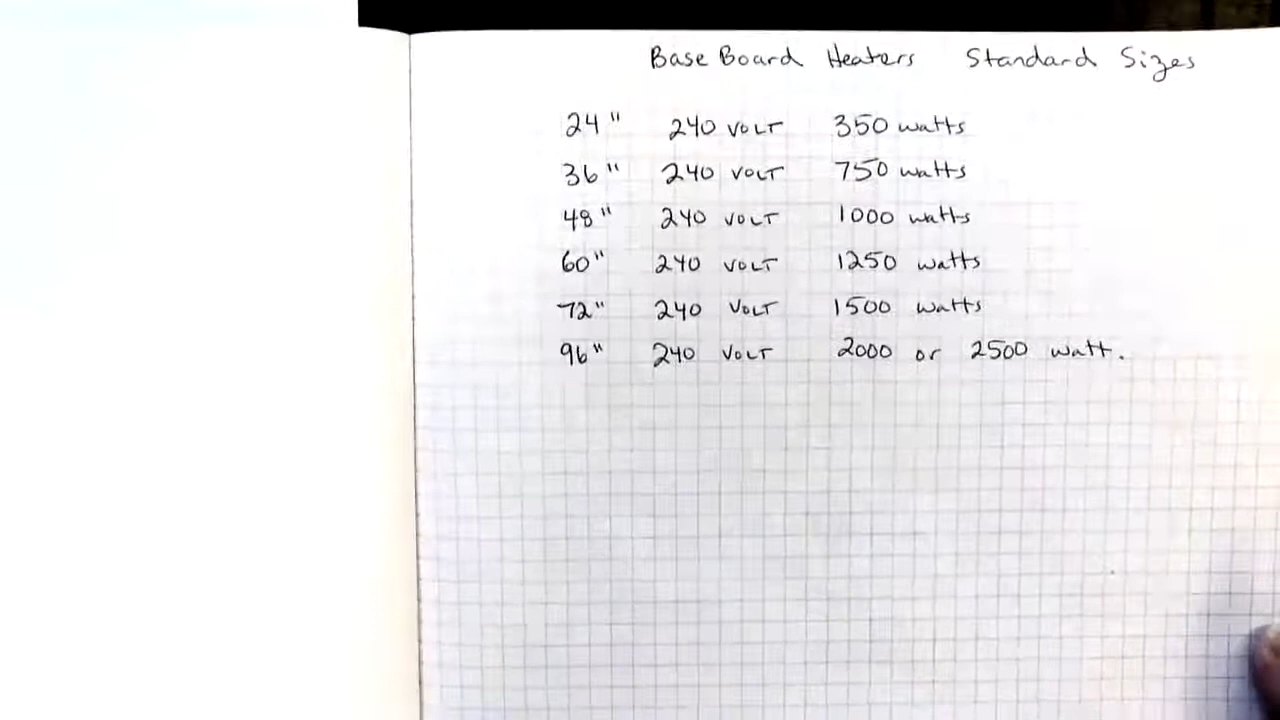 Base Board Heaters Standard Sizes
24" 240 VOLT 350 watts
36" 240 VOLT 750 watts
48" 240 VOLT 1000 watts
60" 240 VOLT 1250 watts
72" 240 VOLT 1500 watts
96" 240 VOLT 2000 or 2500 watt.